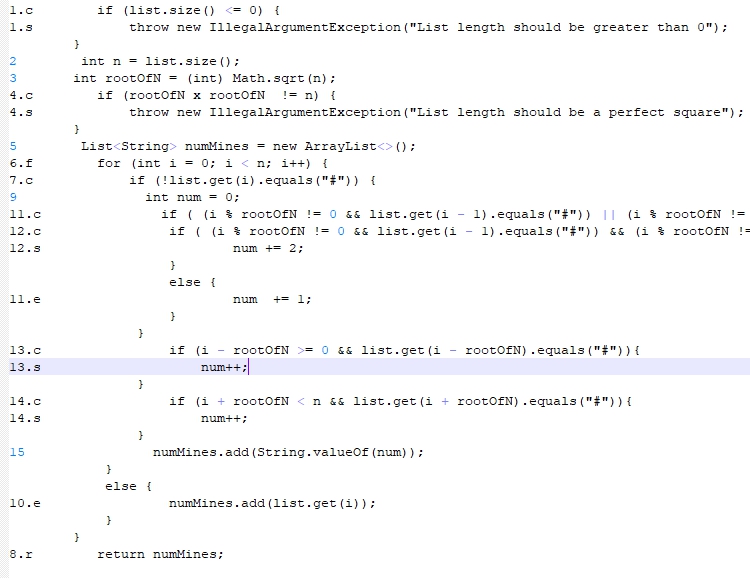 1.c if (list.size() <= 0) {
1.s throw new IllegalArgumentException("List length should be greater than 0");
}
2 int n = list.size();
3 int rootOfN = (int) Math.sqrt(n);
4.c if (rootOfN x rootOfN != n) {
4.s throw new IllegalArgumentException("List length should be a perfect square");
}
5 List<String> numMines = new ArrayList<>();
6.f for (int i = 0; i < n; i++) {
7.c if (!list.get(i).equals("#")) {
9 int num = 0;
11.c if ( (i % rootOfN != 0 && list.get(i - 1).equals("#")) || (i % rootOfN !=
12.c if ( (i % rootOfN != 0 && list.get(i - 1).equals("#")) && (i % rootOfN !=
12.s num += 2;
}
else {
11.e num += 1;
}
}
13.c if (i - rootOfN >= 0 && list.get(i - rootOfN).equals("#")){
13.s num++;
}
14.c if (i + rootOfN < n && list.get(i + rootOfN).equals("#")){
14.s num++;
}
15 numMines.add(String.valueOf(num));
}
else {
10.e numMines.add(list.get(i));
}
}
8.r return numMines;